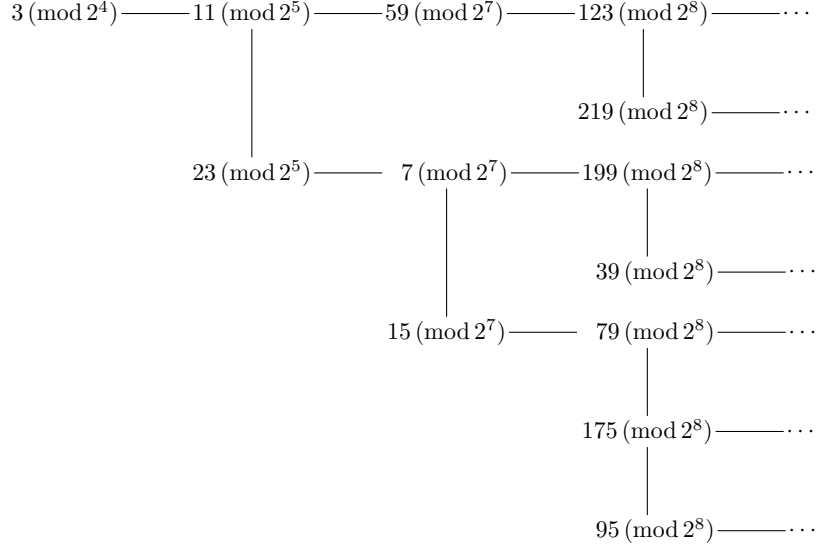 3 (mod 2⁴) 11 (mod 2⁵) 59 (mod 2⁷) 123 (mod 2⁸) ···
219 (mod 2⁸) ···
23 (mod 2⁵) 7 (mod 2⁷) 199 (mod 2⁸) ···
39 (mod 2⁸) ···
15 (mod 2⁷) 79 (mod 2⁸) ···
175 (mod 2⁸) ···
95 (mod 2⁸) ···